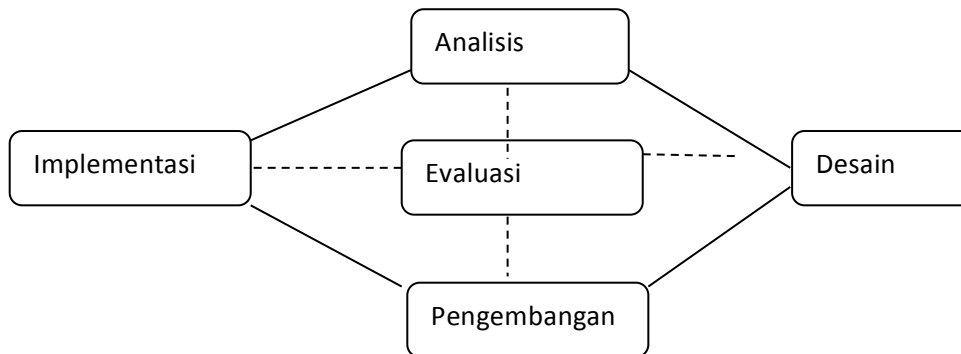 Analisis
Implementasi
Evaluasi
Desain
Pengembangan